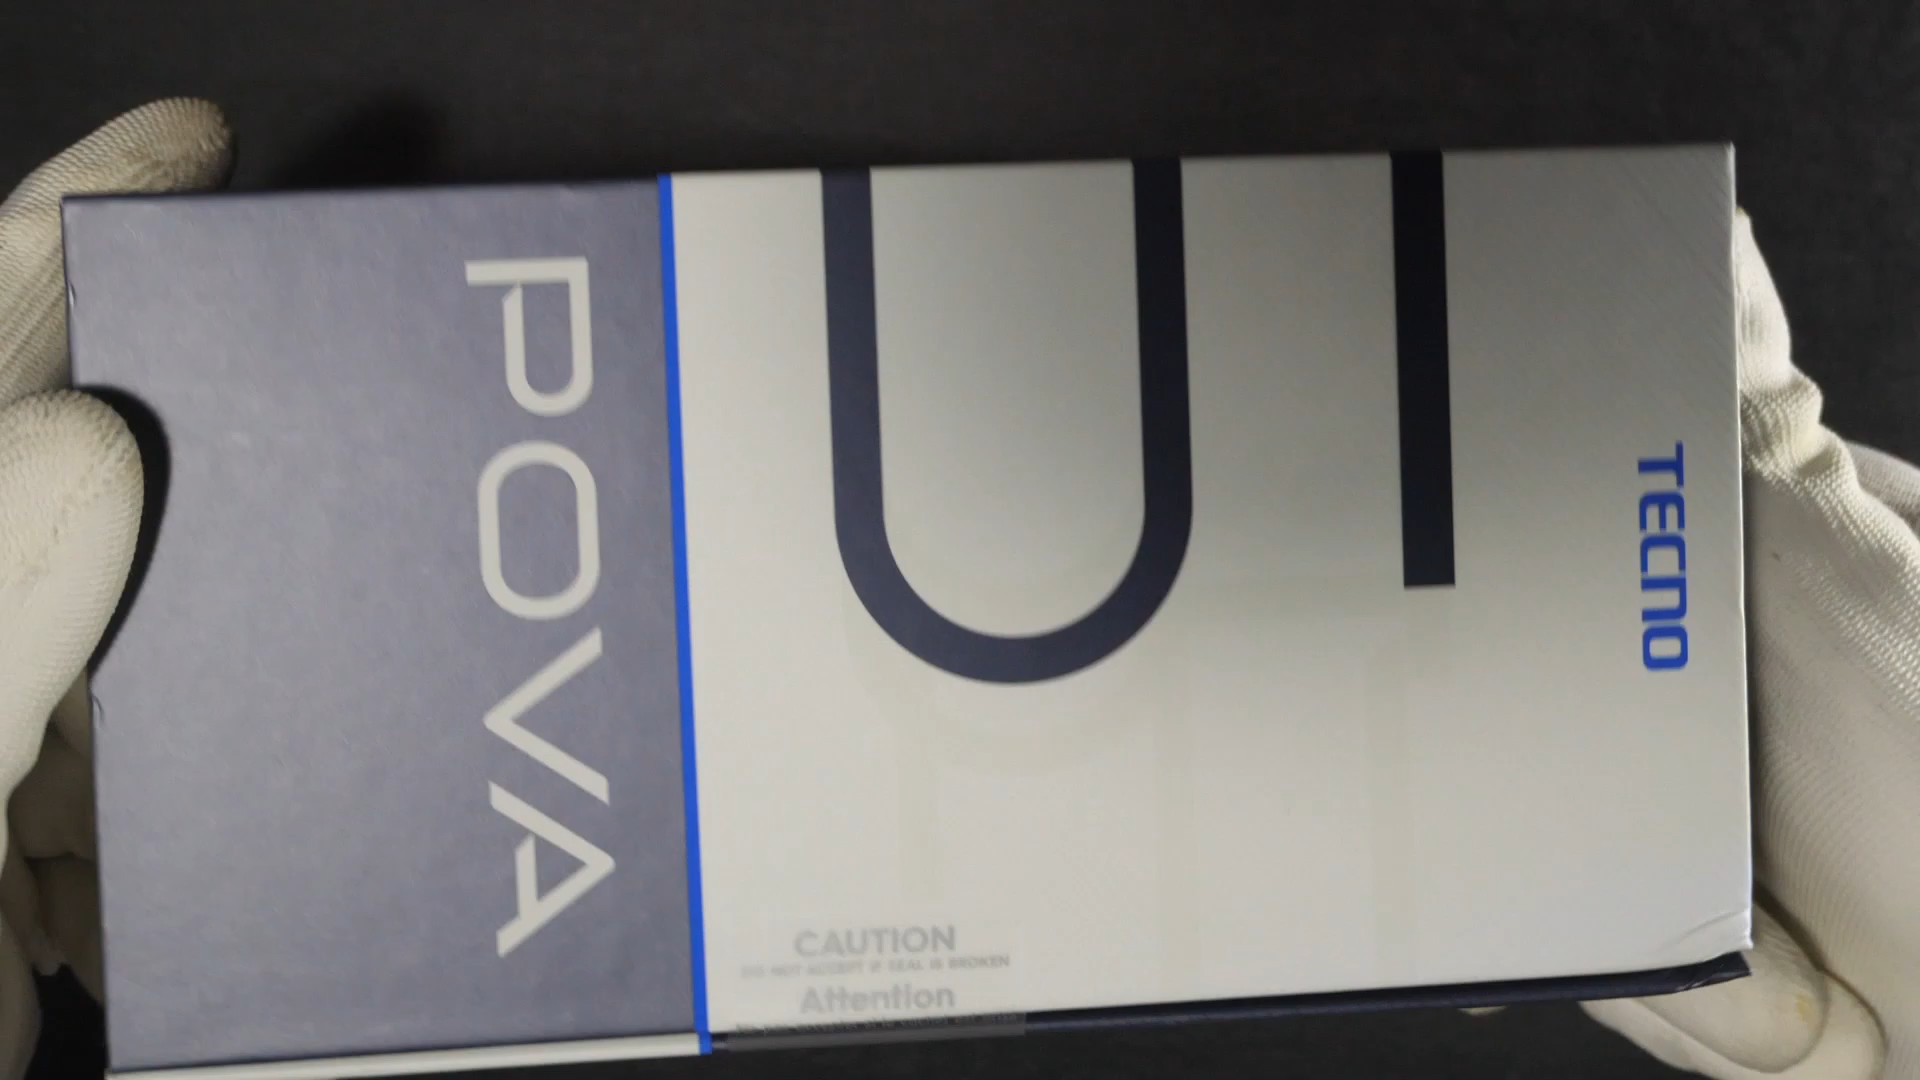 TECNO
POVA
CAUTION
DO NOT ACCEPT IF SEAL IS BROKEN
Attention